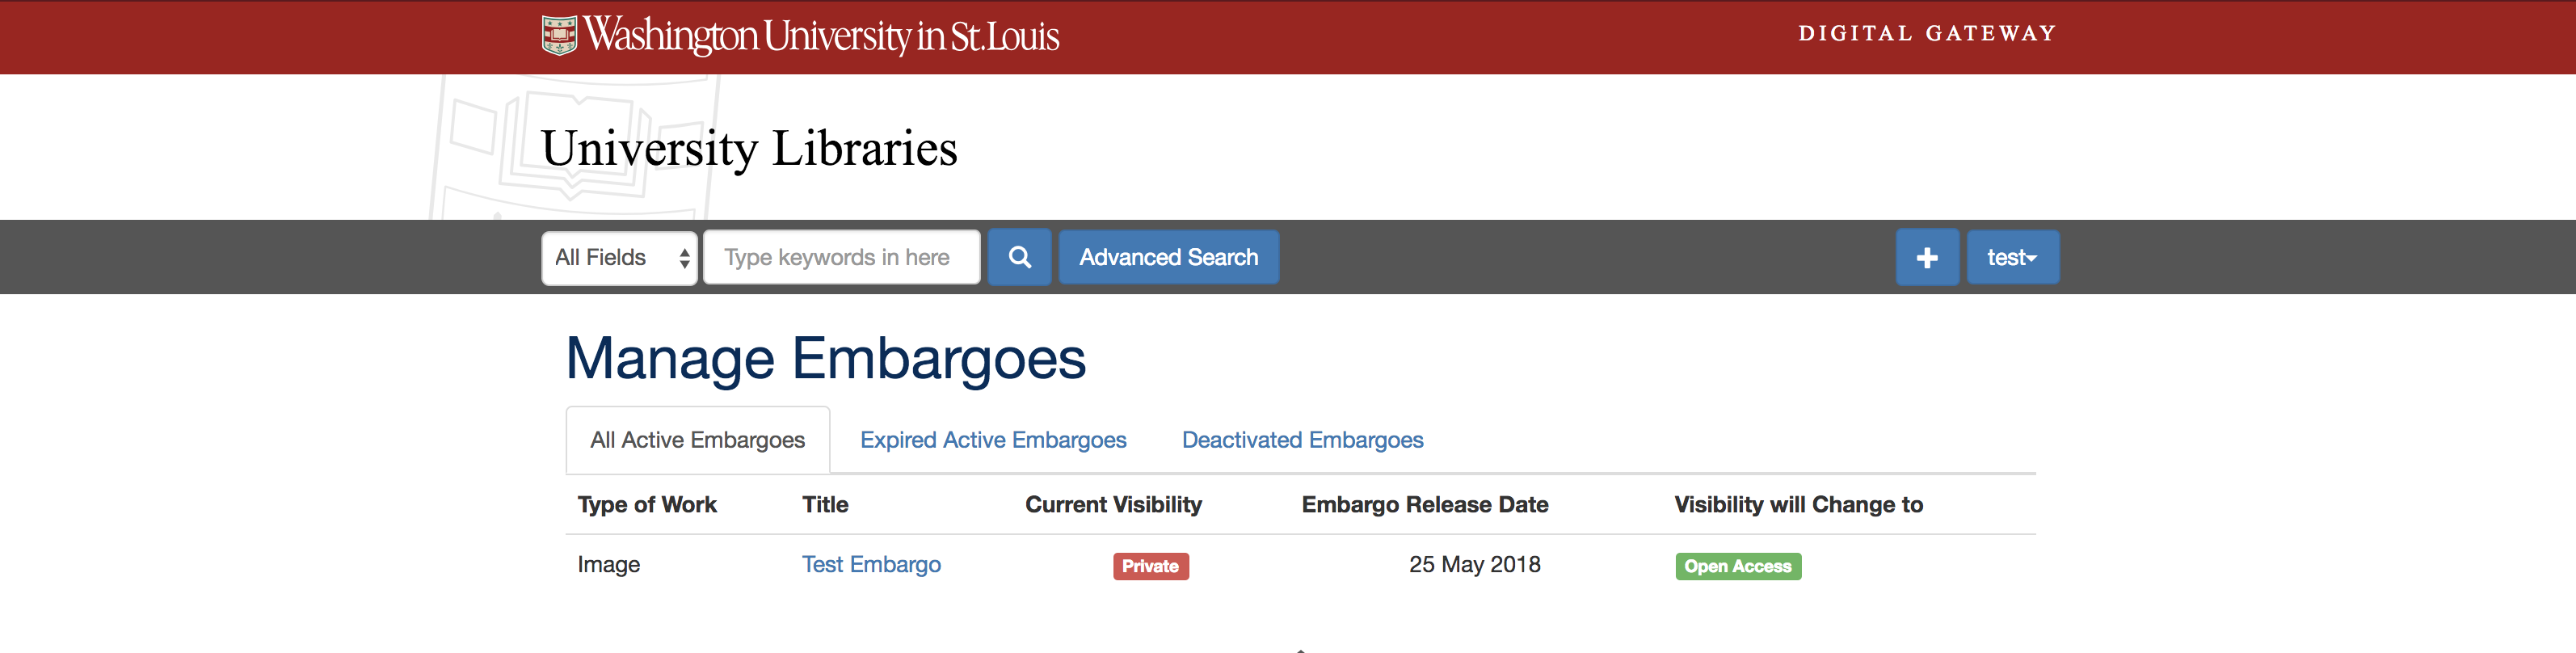 Washington University in St. Louis
DIGITAL GATEWAY
University Libraries
All Fields Type keywords in here Advanced Search test
Manage Embargoes
All Active Embargoes Expired Active Embargoes Deactivated Embargoes
Type of Work Title Current Visibility Embargo Release Date Visibility will Change to
Image Test Embargo Private 25 May 2018 Open Access